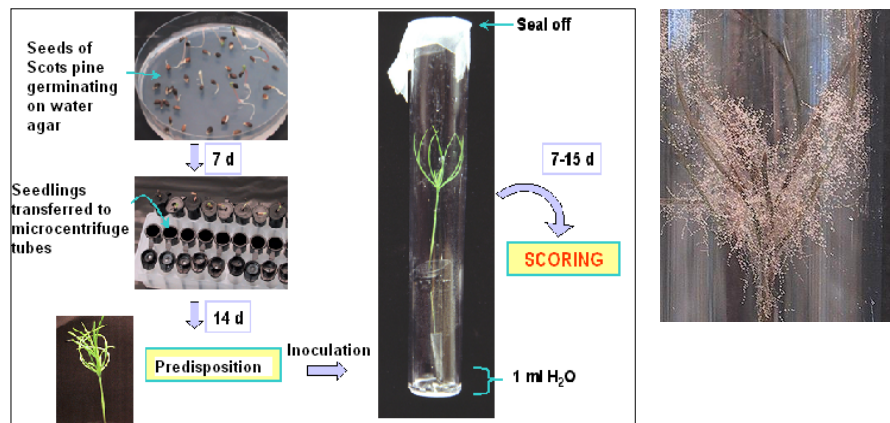 Seeds of
Scots pine
germinating
on water
agar
7 d
Seedlings
transferred to
microcentrifuge
tubes
14 d
Predisposition
Inoculation
Seal off
7-15 d
SCORING
1 ml H₂O